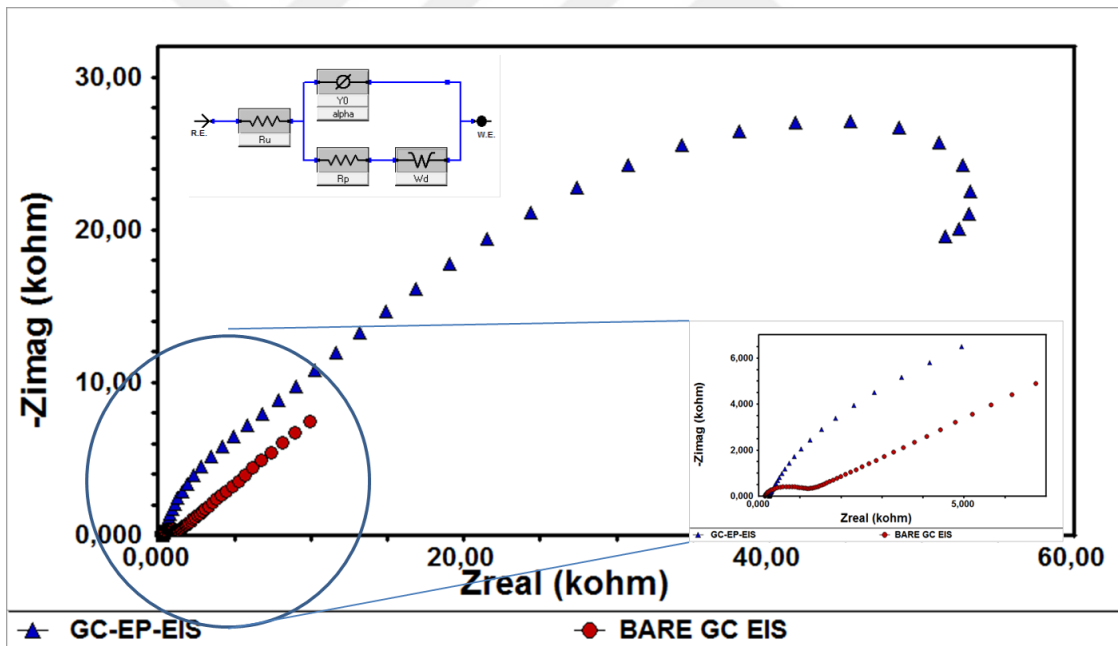 30,00
20,00
10,00
0,000
-Zimag (kohm)
R.E.
Ru
Y0
alpha
Rp
Wd
W.E.
6,000
4,000
2,000
0,000
-Zreal (kohm)
0,000
5,000
Zreal (kohm)
GC-EP-EIS
BARE GC EIS
0,000
20,00
40,00
60,00
Zreal (kohm)
GC-EP-EIS
BARE GC EIS